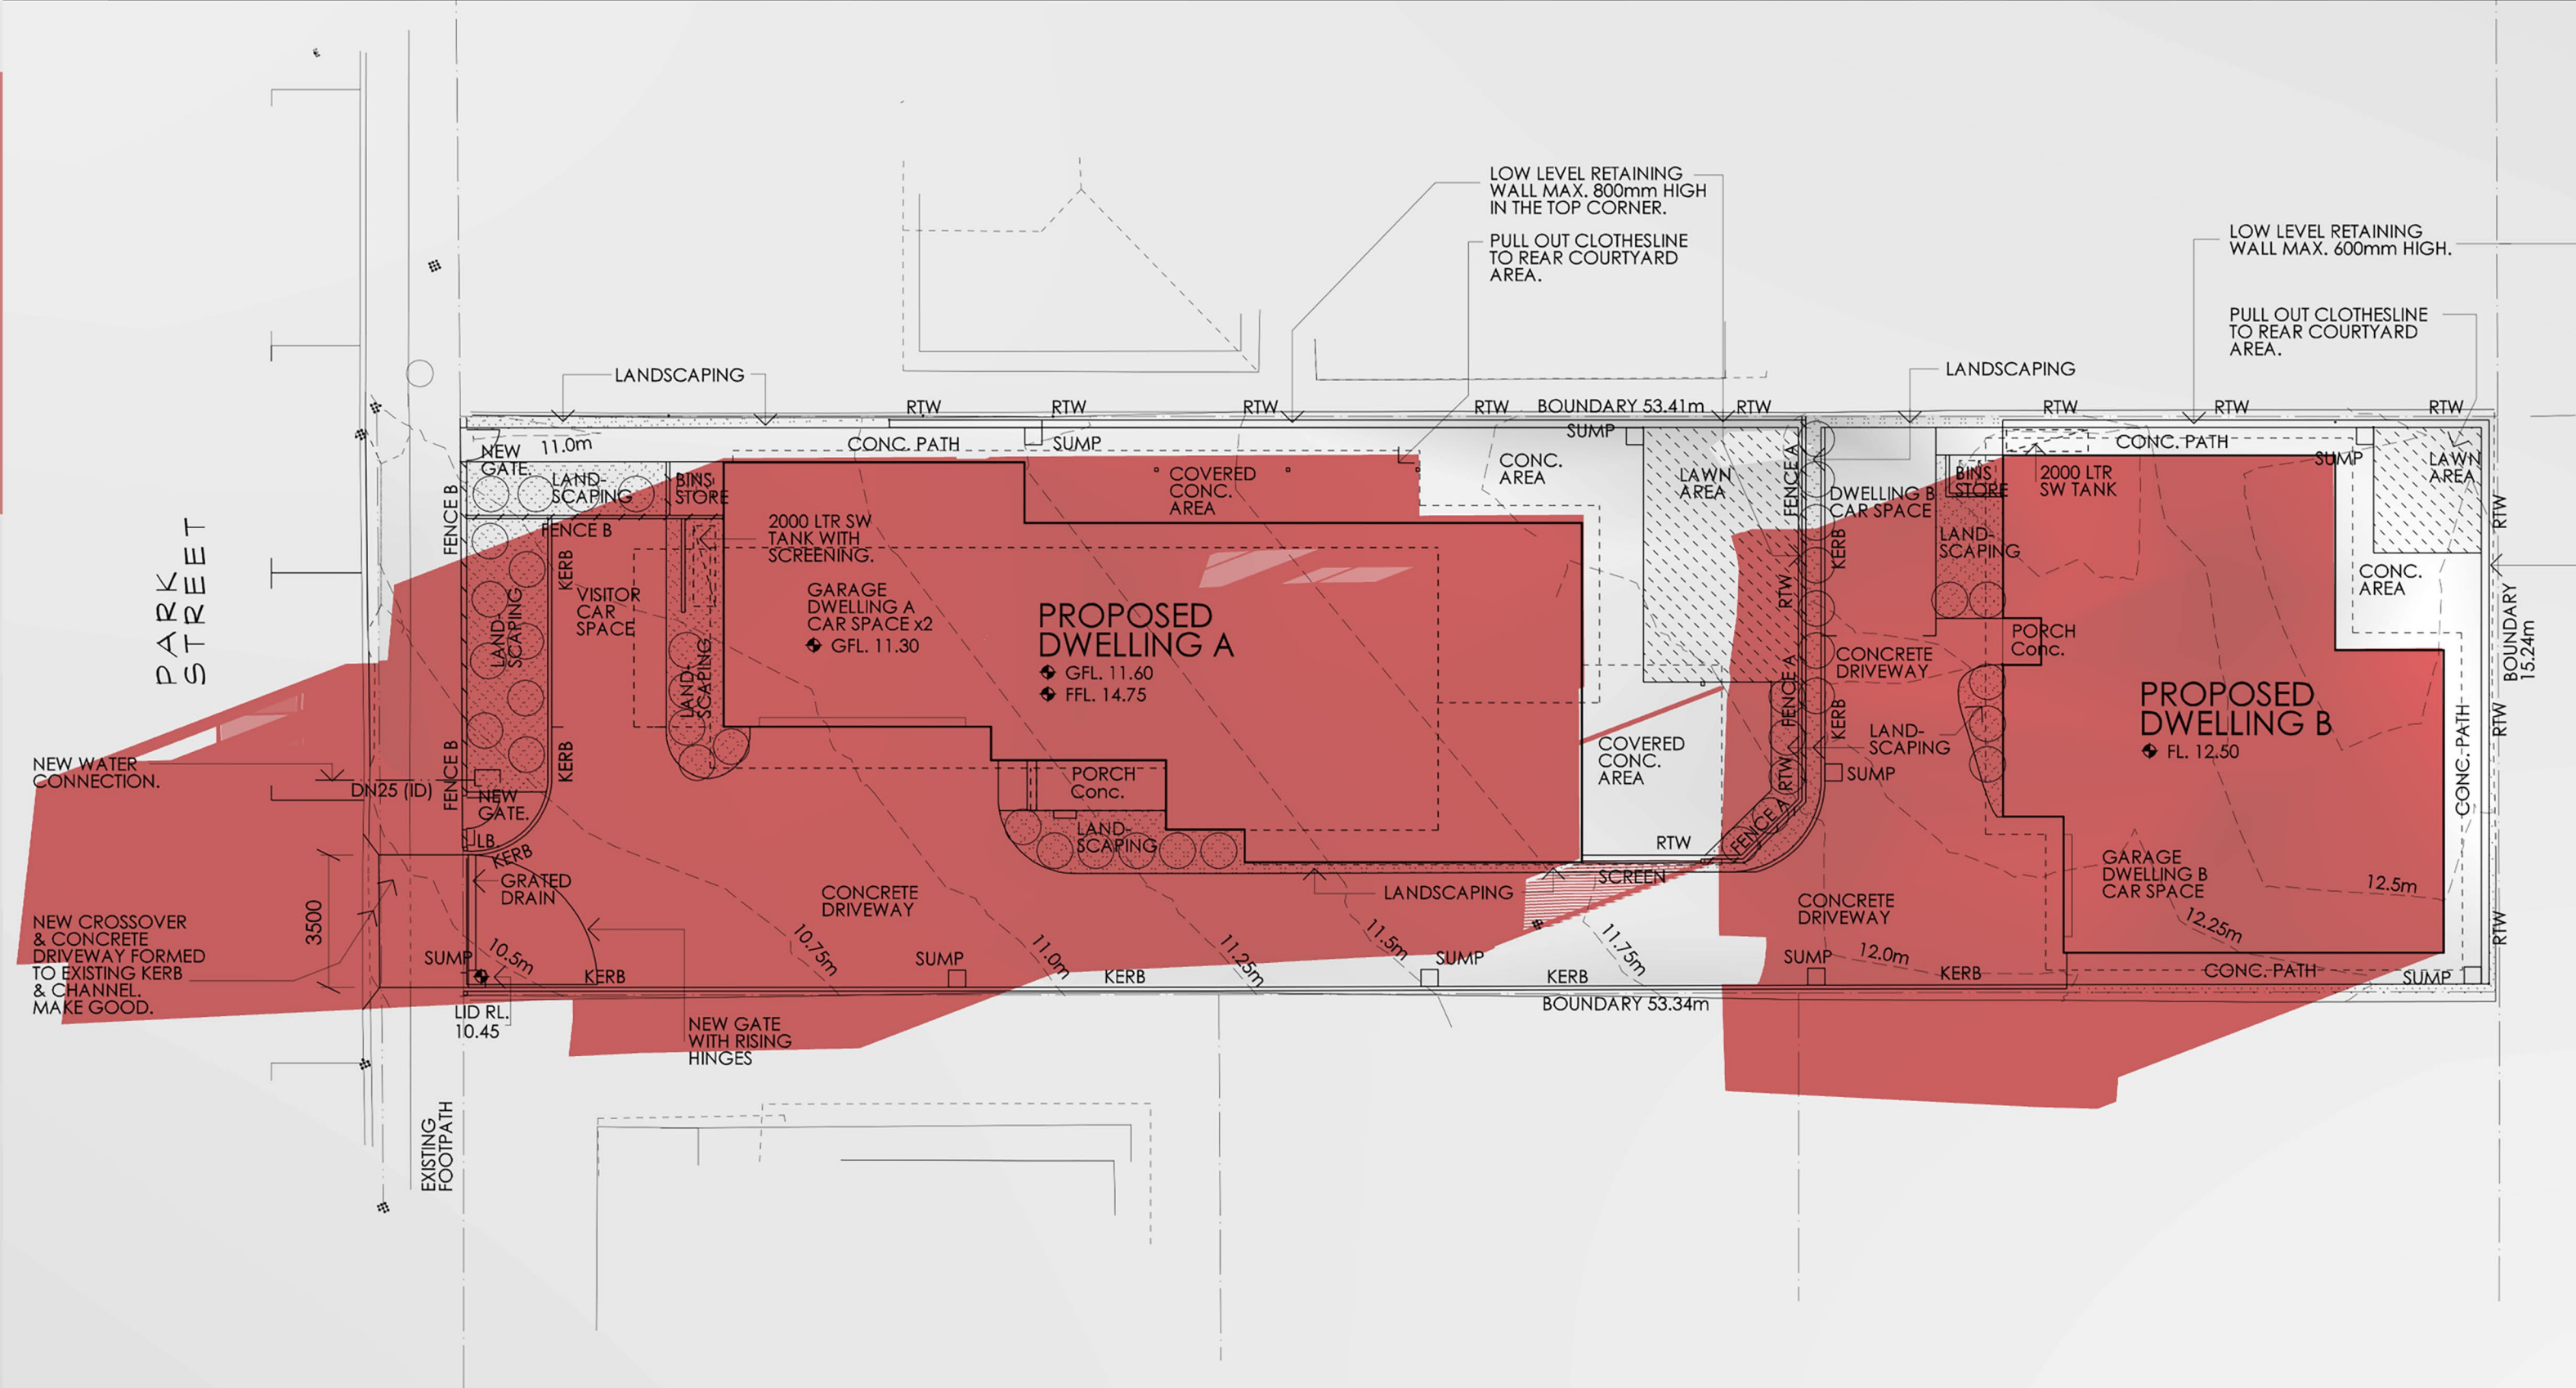 LOW LEVEL RETAINING
WALL MAX. 800mm HIGH
IN THE TOP CORNER.
PULL OUT CLOTHESLINE
TO REAR COURTYARD
AREA.
LOW LEVEL RETAINING
WALL MAX. 600mm HIGH.
PULL OUT CLOTHESLINE
TO REAR COURTYARD
AREA.
LANDSCAPING
LANDSCAPING
RTW
RTW
RTW
RTW
BOUNDARY 53.41m
RTW
RTW
RTW
RTW
NEW
GATE.
11.0m
CONC. PATH
SUMP
SUMP
CONC. PATH
SUMP
LAND-
SCAPING
BINS
STORE
COVERED
CONC.
AREA
CONC.
AREA
LAWN
AREA
FENCE A
DWELLING B
CAR SPACE
BINS
STORE
2000 LTR
SW TANK
LAWN
AREA
RTW
FENCE B
FENCE B
KERB
2000 LTR SW
TANK WITH
SCREENING.
KERB
LAND-
SCAPING
CONC.
AREA
PARK
STREET
LAND-
SCAPING
VISITOR
CAR
SPACE
GARAGE
DWELLING A
CAR SPACE x2
GFL. 11.30
PROPOSED
DWELLING A
GFL. 11.60
FFL. 14.75
RTW
PORCH
Conc.
BOUNDARY
15.24m
LAND-
SCAPING
FENCE A
CONCRETE
DRIVEWAY
KERB
PROPOSED
DWELLING B
FL. 12.50
RTW
NEW WATER
CONNECTION.
DN25 (ID)
FENCE B
KERB
NEW
GATE.
LB.
KERB
PORCH
Conc.
LAND-
SCAPING
COVERED
CONC.
AREA
RTW
LAND-
SCAPING
SUMP
CONC. PATH
RTW
FENCE A
SCREEN
GRATED
DRAIN
CONCRETE
DRIVEWAY
LANDSCAPING
CONCRETE
DRIVEWAY
GARAGE
DWELLING B
CAR SPACE
12.5m
12.25m
RTW
NEW CROSSOVER
& CONCRETE
DRIVEWAY FORMED
TO EXISTING KERB
& CHANNEL.
MAKE GOOD.
3500
SUMP
10.5m
KERB
10.75m
SUMP
11.0m
KERB
11.25m
11.5m
SUMP
KERB
11.75m
SUMP
12.0m
KERB
CONC. PATH
SUMP
LID RL.
10.45
BOUNDARY 53.34m
NEW GATE
WITH RISING
HINGES
EXISTING
FOOTPATH